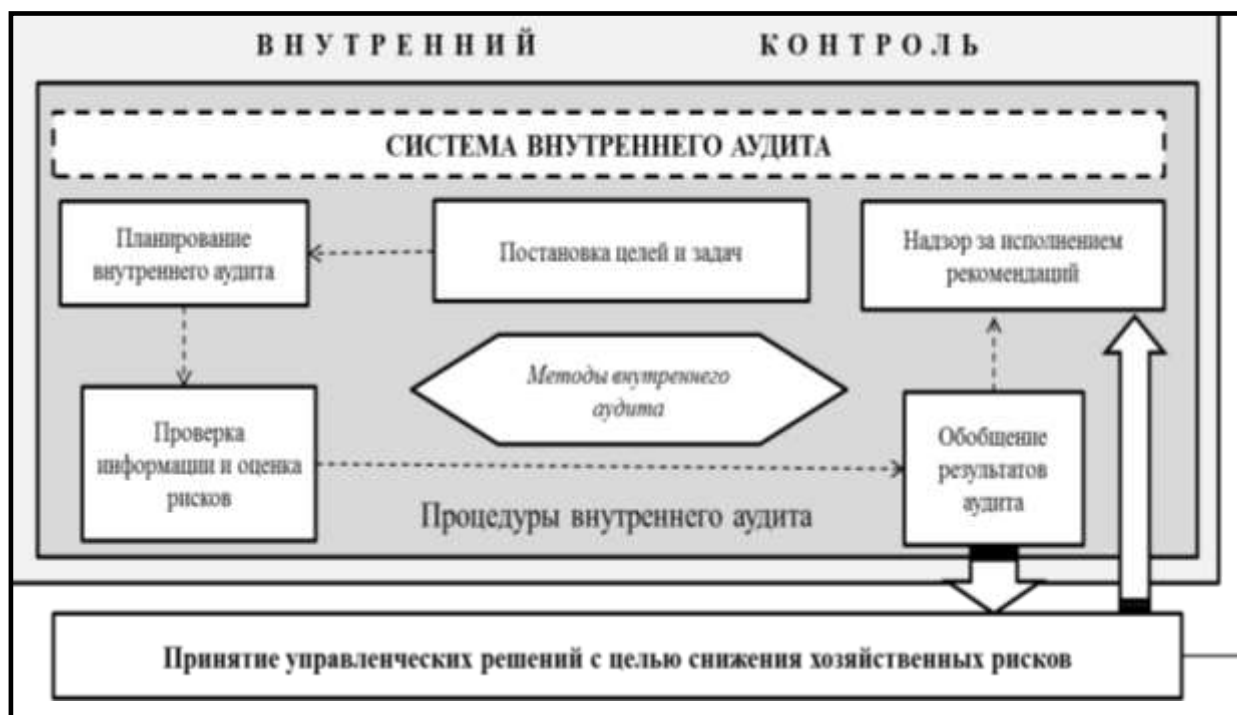 ВНУТРЕННИЙ КОНТРОЛЬ
СИСТЕМА ВНУТРЕННЕГО АУДИТА
Планирование
внутреннего аудита
Постановка целей и задач
Надзор за исполнением
рекомендаций
Методы внутреннего
аудита
Проверка
информации и оценка
рисков
Обобщение
результатов
аудита
Процедуры внутреннего аудита
Принятие управленческих решений с целью снижения хозяйственных рисков